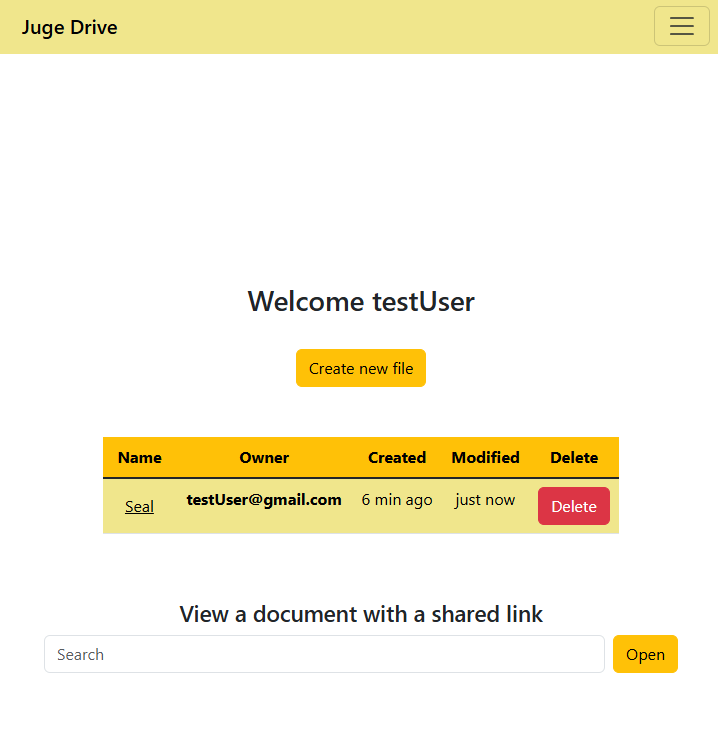 Juge Drive
Welcome testUser
Create new file
Name Owner Created Modified Delete
Seal testUser@gmail.com 6 min ago just now Delete
View a document with a shared link
Search Open